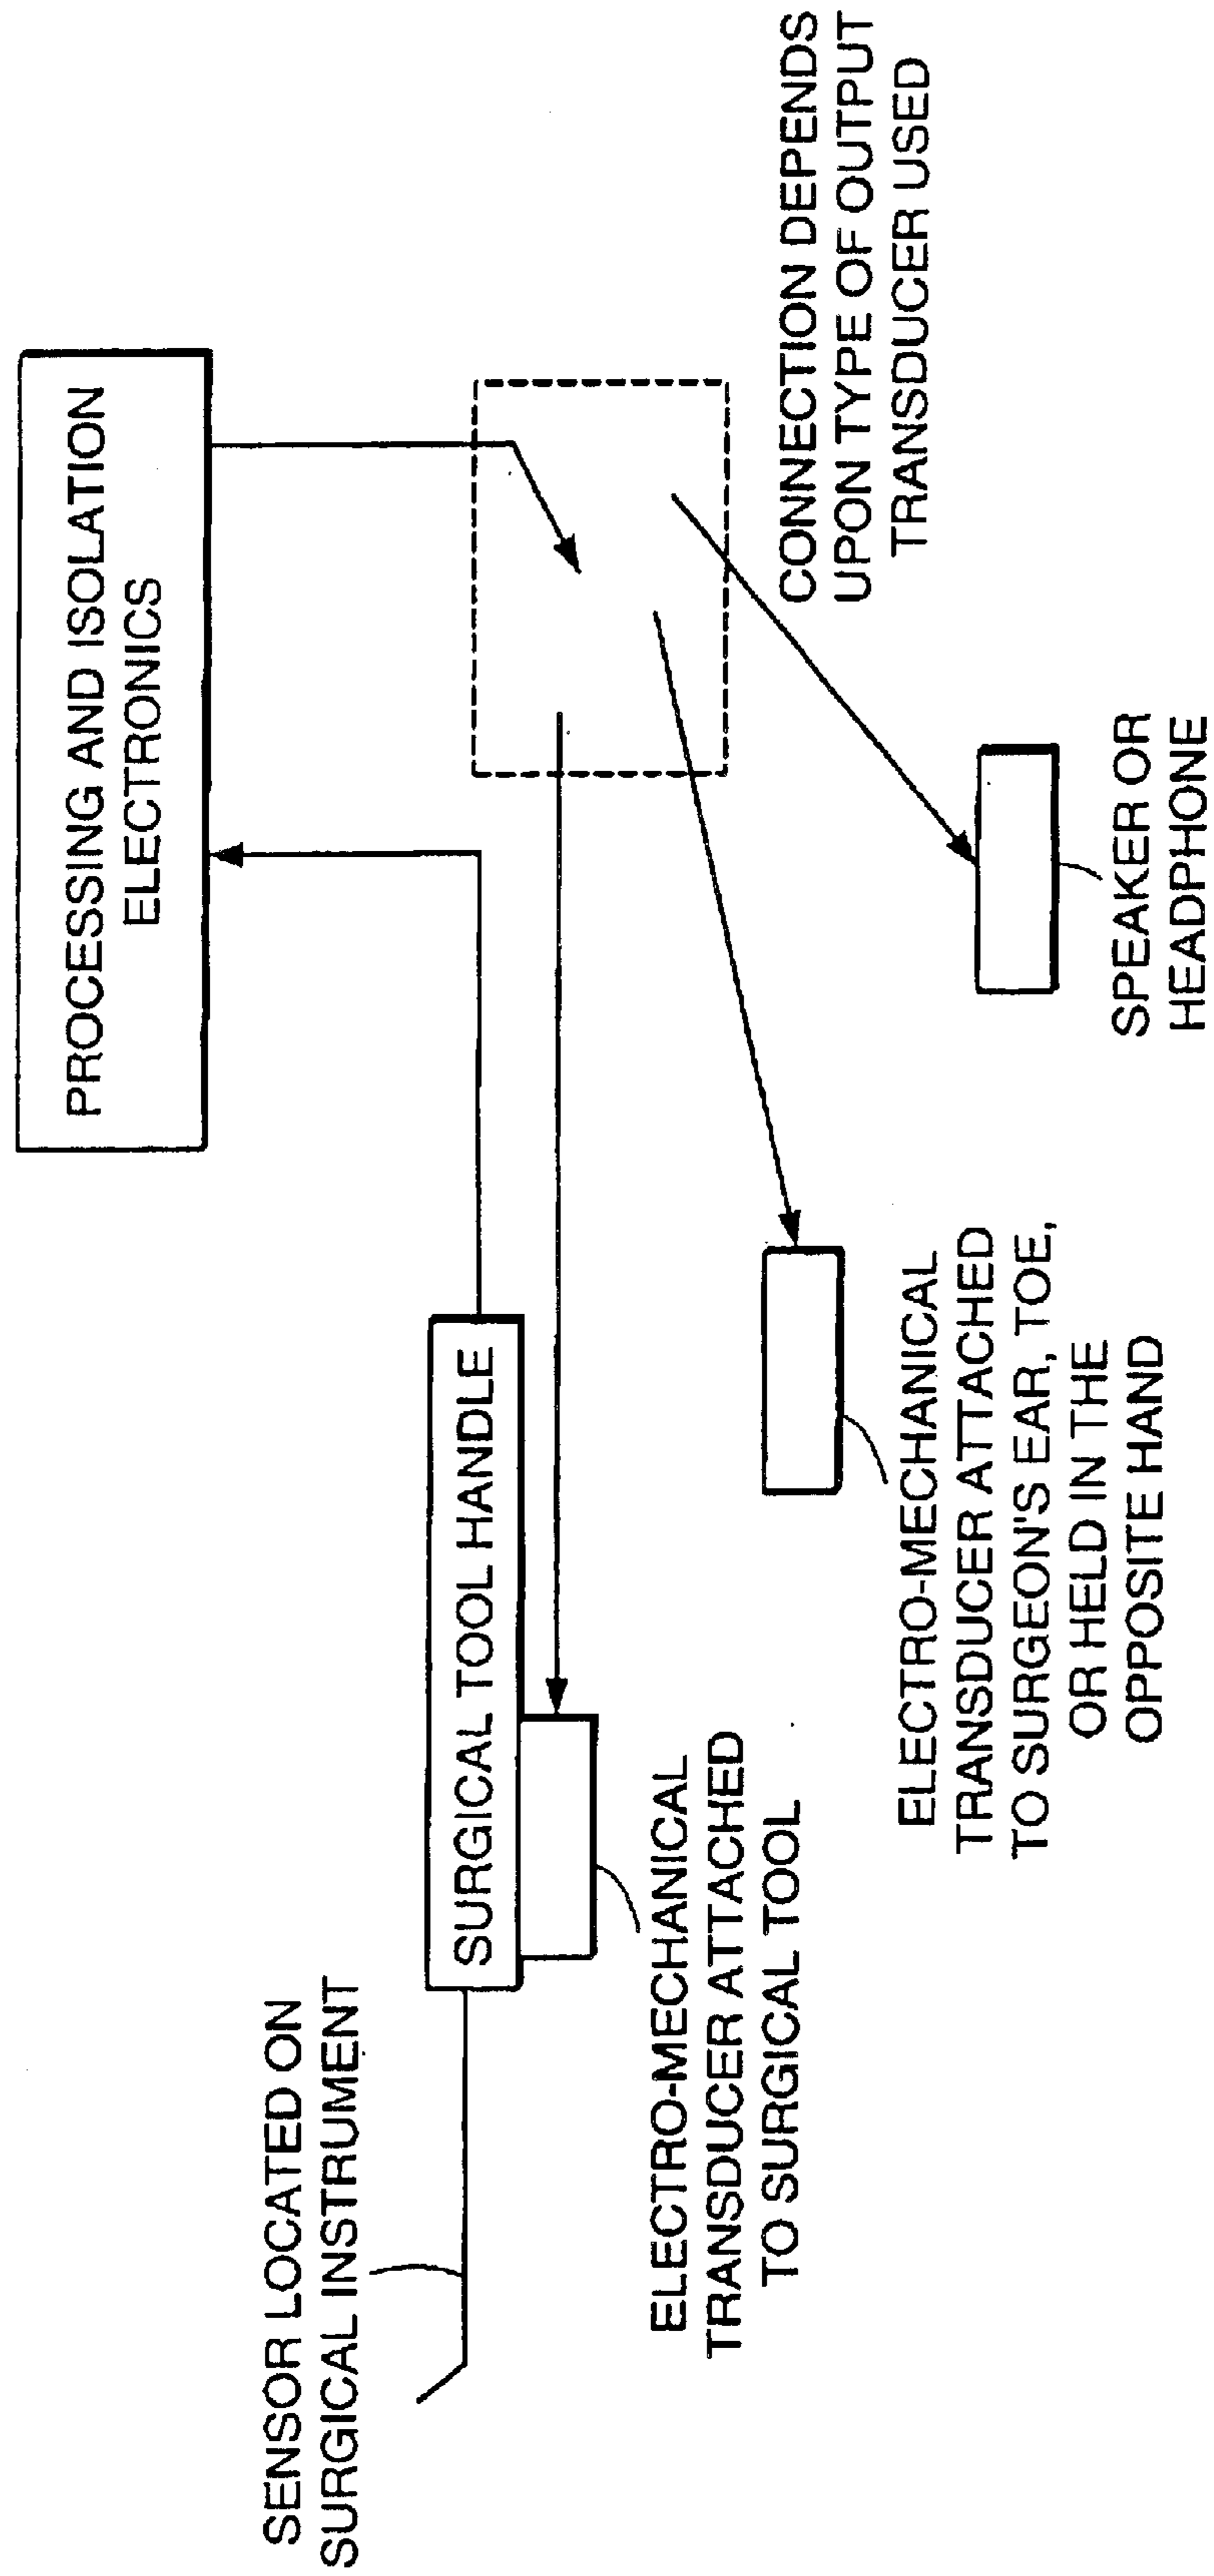 PROCESSING AND ISOLATION
ELECTRONICS
SENSOR LOCATED ON
SURGICAL INSTRUMENT
SURGICAL TOOL HANDLE
ELECTRO-MECHANICAL
TRANSDUCER ATTACHED
TO SURGICAL TOOL
CONNECTION DEPENDS
UPON TYPE OF OUTPUT
TRANSDUCER USED
ELECTRO-MECHANICAL
TRANSDUCER ATTACHED
TO SURGEON'S EAR, TOE,
OR HELD IN THE
OPPOSITE HAND
SPEAKER OR
HEADPHONE